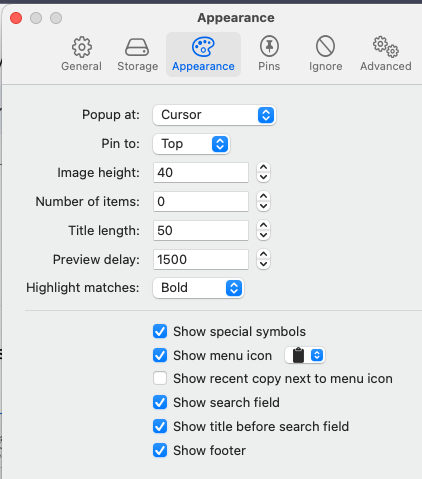 Appearance
General Storage Appearance Pins Ignore Advanced
Popup at: Cursor
Pin to: Top
Image height: 40
Number of items: 0
Title length: 50
Preview delay: 1500
Highlight matches: Bold
Show special symbols
Show menu icon
Show recent copy next to menu icon
Show search field
Show title before search field
Show footer